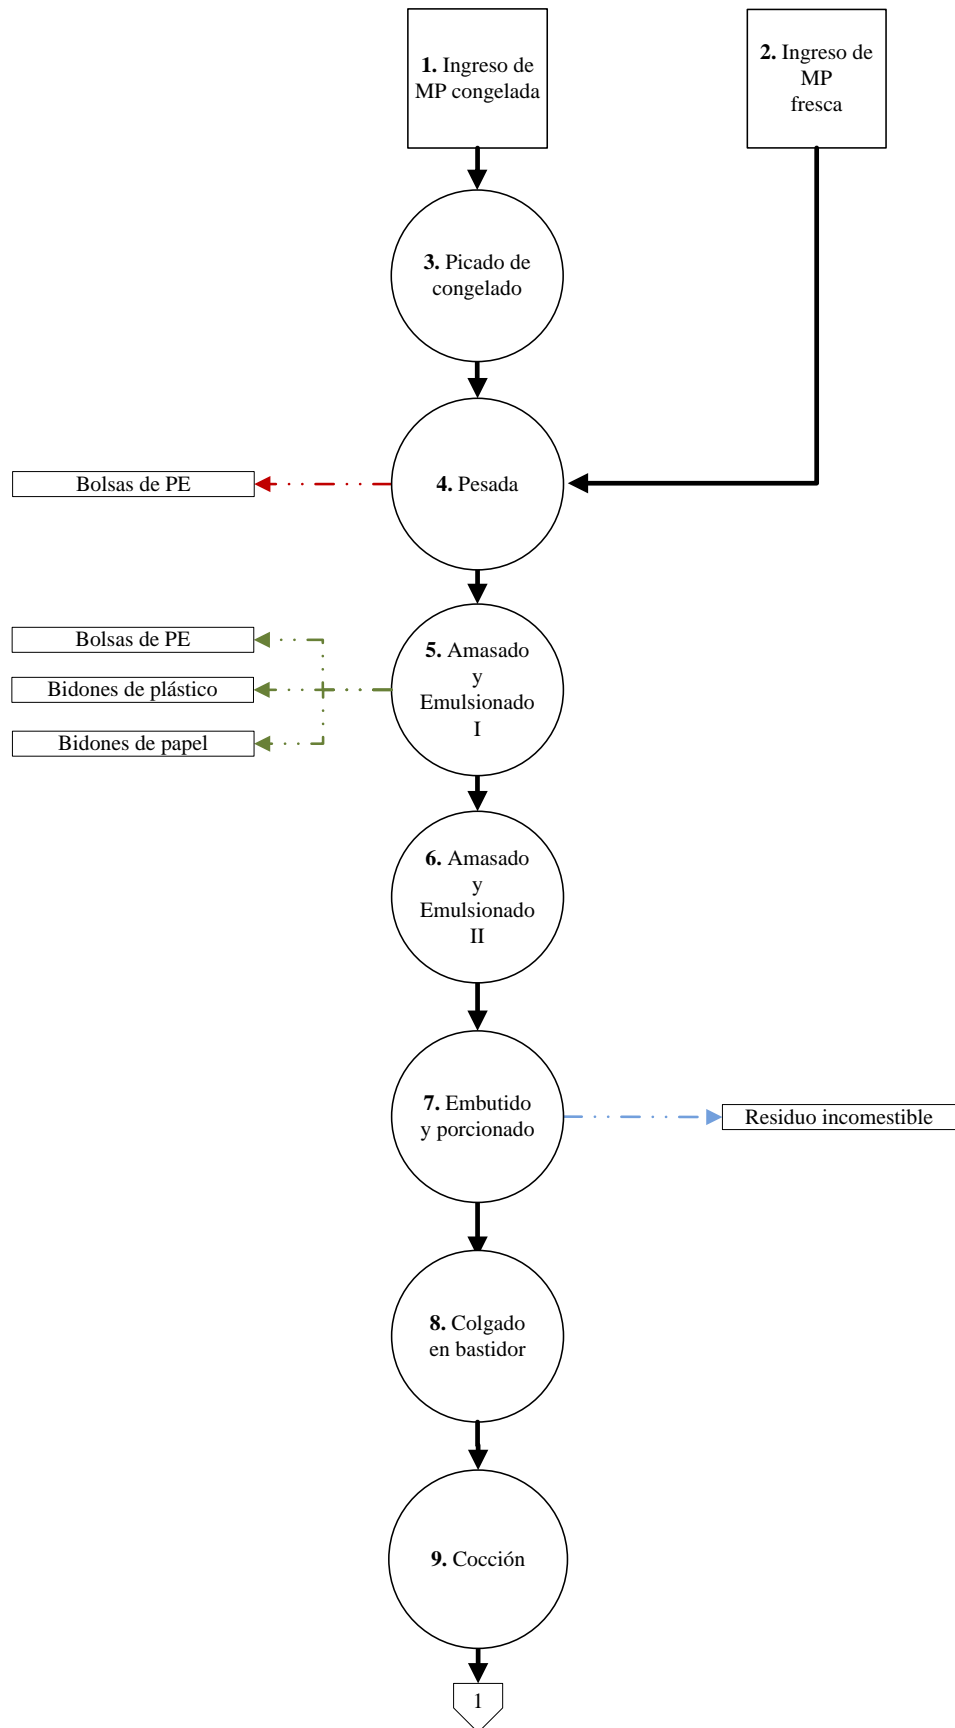 1. Ingreso de
MP congelada
2. Ingreso de
MP
fresca
3. Picado de
congelado
Bolsas de PE
4. Pesada
Bolsas de PE
Bidones de plástico
Bidones de papel
5. Amasado
y
Emulsionado
I
6. Amasado
y
Emulsionado
II
7. Embutido
y porcionado
Residuo incomestible
8. Colgado
en bastidor
9. Cocción
1